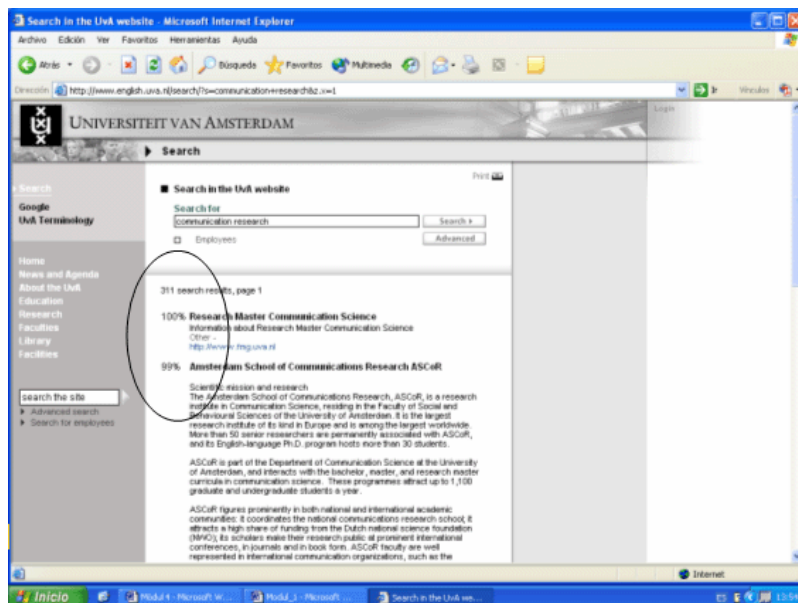 Search in the UvA website - Microsoft Internet Explorer
Archivo Edición Ver Favoritos Herramientas Ayuda
Atrás Búsqueda Favoritos Multimedia
Dirección http://www.english.uva.nl/search/?s=communication+research&z.x=1 Ir Vínculos
Login
UNIVERSITEIT VAN AMSTERDAM
Search
Print
Search
Google
UvA Terminology
Home
News and Agenda
About the UvA
Education
Research
Faculties
Library
Facilities
search the site
Advanced search
Search for employees
Search in the UvA website
Search for
communication research Search
Employees Advanced
311 search results, page 1
100% Research Master Communication Science
Information about Research Master Communication Science
Other -
http://www.fmg.uva.nl
99% Amsterdam School of Communications Research ASCoR
Scientific mission and research
The Amsterdam School of Communications Research, ASCoR, is a research
institute in Communication Science, residing in the Faculty of Social and
Behavioural Sciences of the University of Amsterdam. It is the largest
research institute of its kind in Europe and is among the largest worldwide.
More than 50 senior researchers are permanently associated with ASCoR,
and its English-language Ph.D. program hosts more than 30 students.
ASCoR is part of the Department of Communication Science at the University
of Amsterdam, and interacts with the bachelor, master, and research master
curricula in communication science. These programmes attract up to 1,100
graduate and undergraduate students a year.
ASCoR figures prominently in both national and international academic
communities: it coordinates the national communications research school; it
attracts a high share of funding from the Dutch national science foundation
(NWO); its scholars make their research public at prominent international
conferences, in journals and in book form. ASCoR faculty are well
represented in international communication organizations, such as the
Internet
Inicio Mòdul 4 - Microsoft W... Modul_1 - Microsoft ... Search in the UvA we... ES